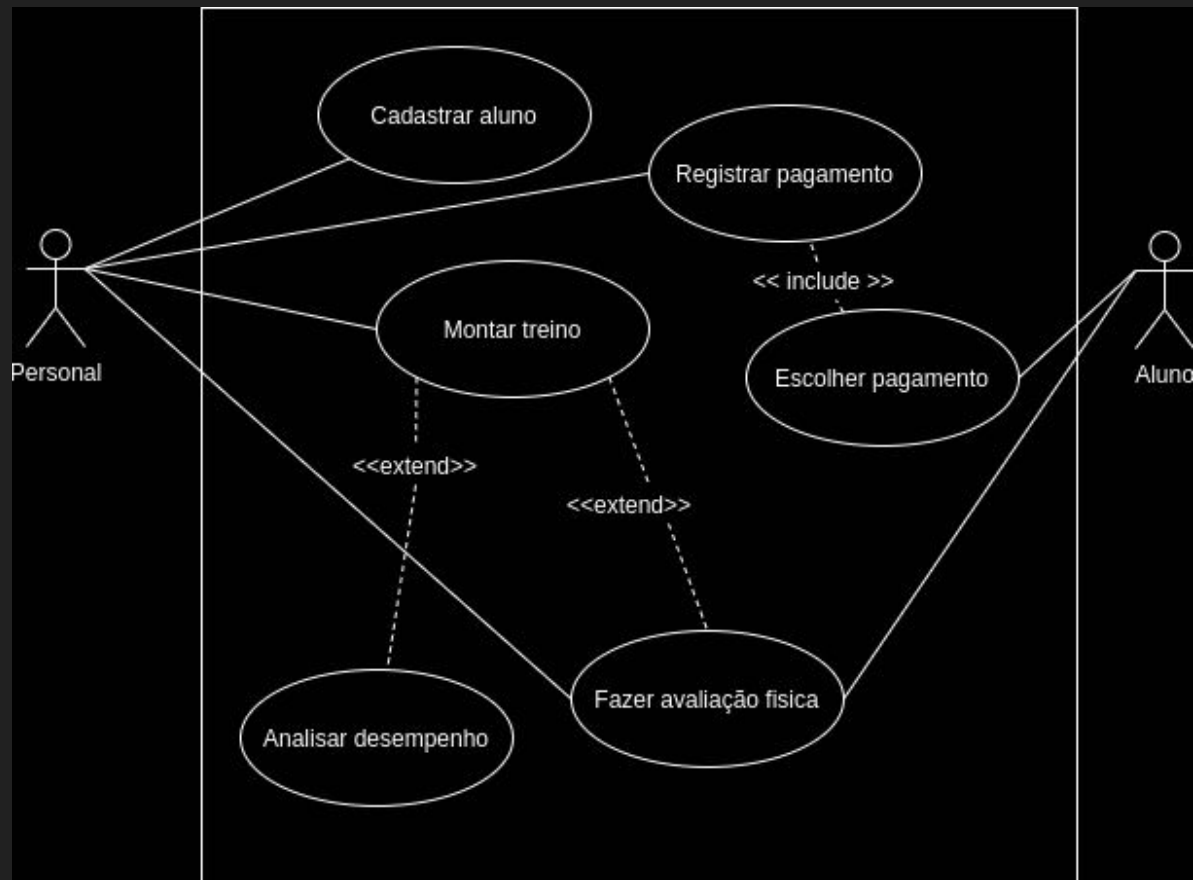 Cadastrar aluno
Registrar pagamento
<< include >>
Montar treino
Personal
Escolher pagamento
Aluno
<<extend>>
<<extend>>
Fazer avaliação fisica
Analisar desempenho